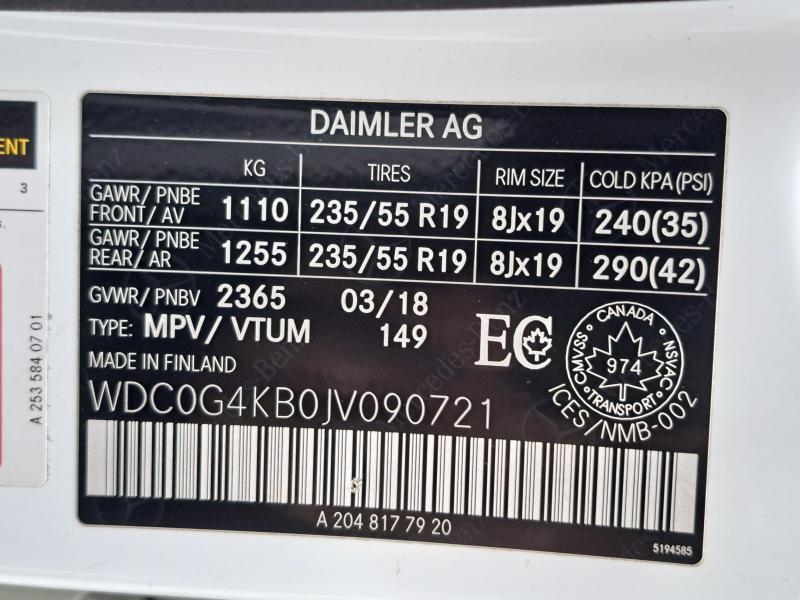 DAIMLER AG
KG TIRES RIM SIZE COLD KPA(PSI)
GAWR/ PNBE
FRONT/ AV 1110 235/55 R19 8Jx19 240(35)
GAWR/ PNBE
REAR/ AR 1255 235/55 R19 8Jx19 290(42)
GVWR/ PNBV 2365 03/18
TYPE: MPV/ VTUM 149
MADE IN FINLAND
EC
CANADA
CMVSS NSVAC
974
TRANSPORT
ICES/NMB-002
WDC0G4KB0JV090721
A 204 817 79 20
5194585
ENT
3
s.
A 253 584 07 01
Mercedes-Benz